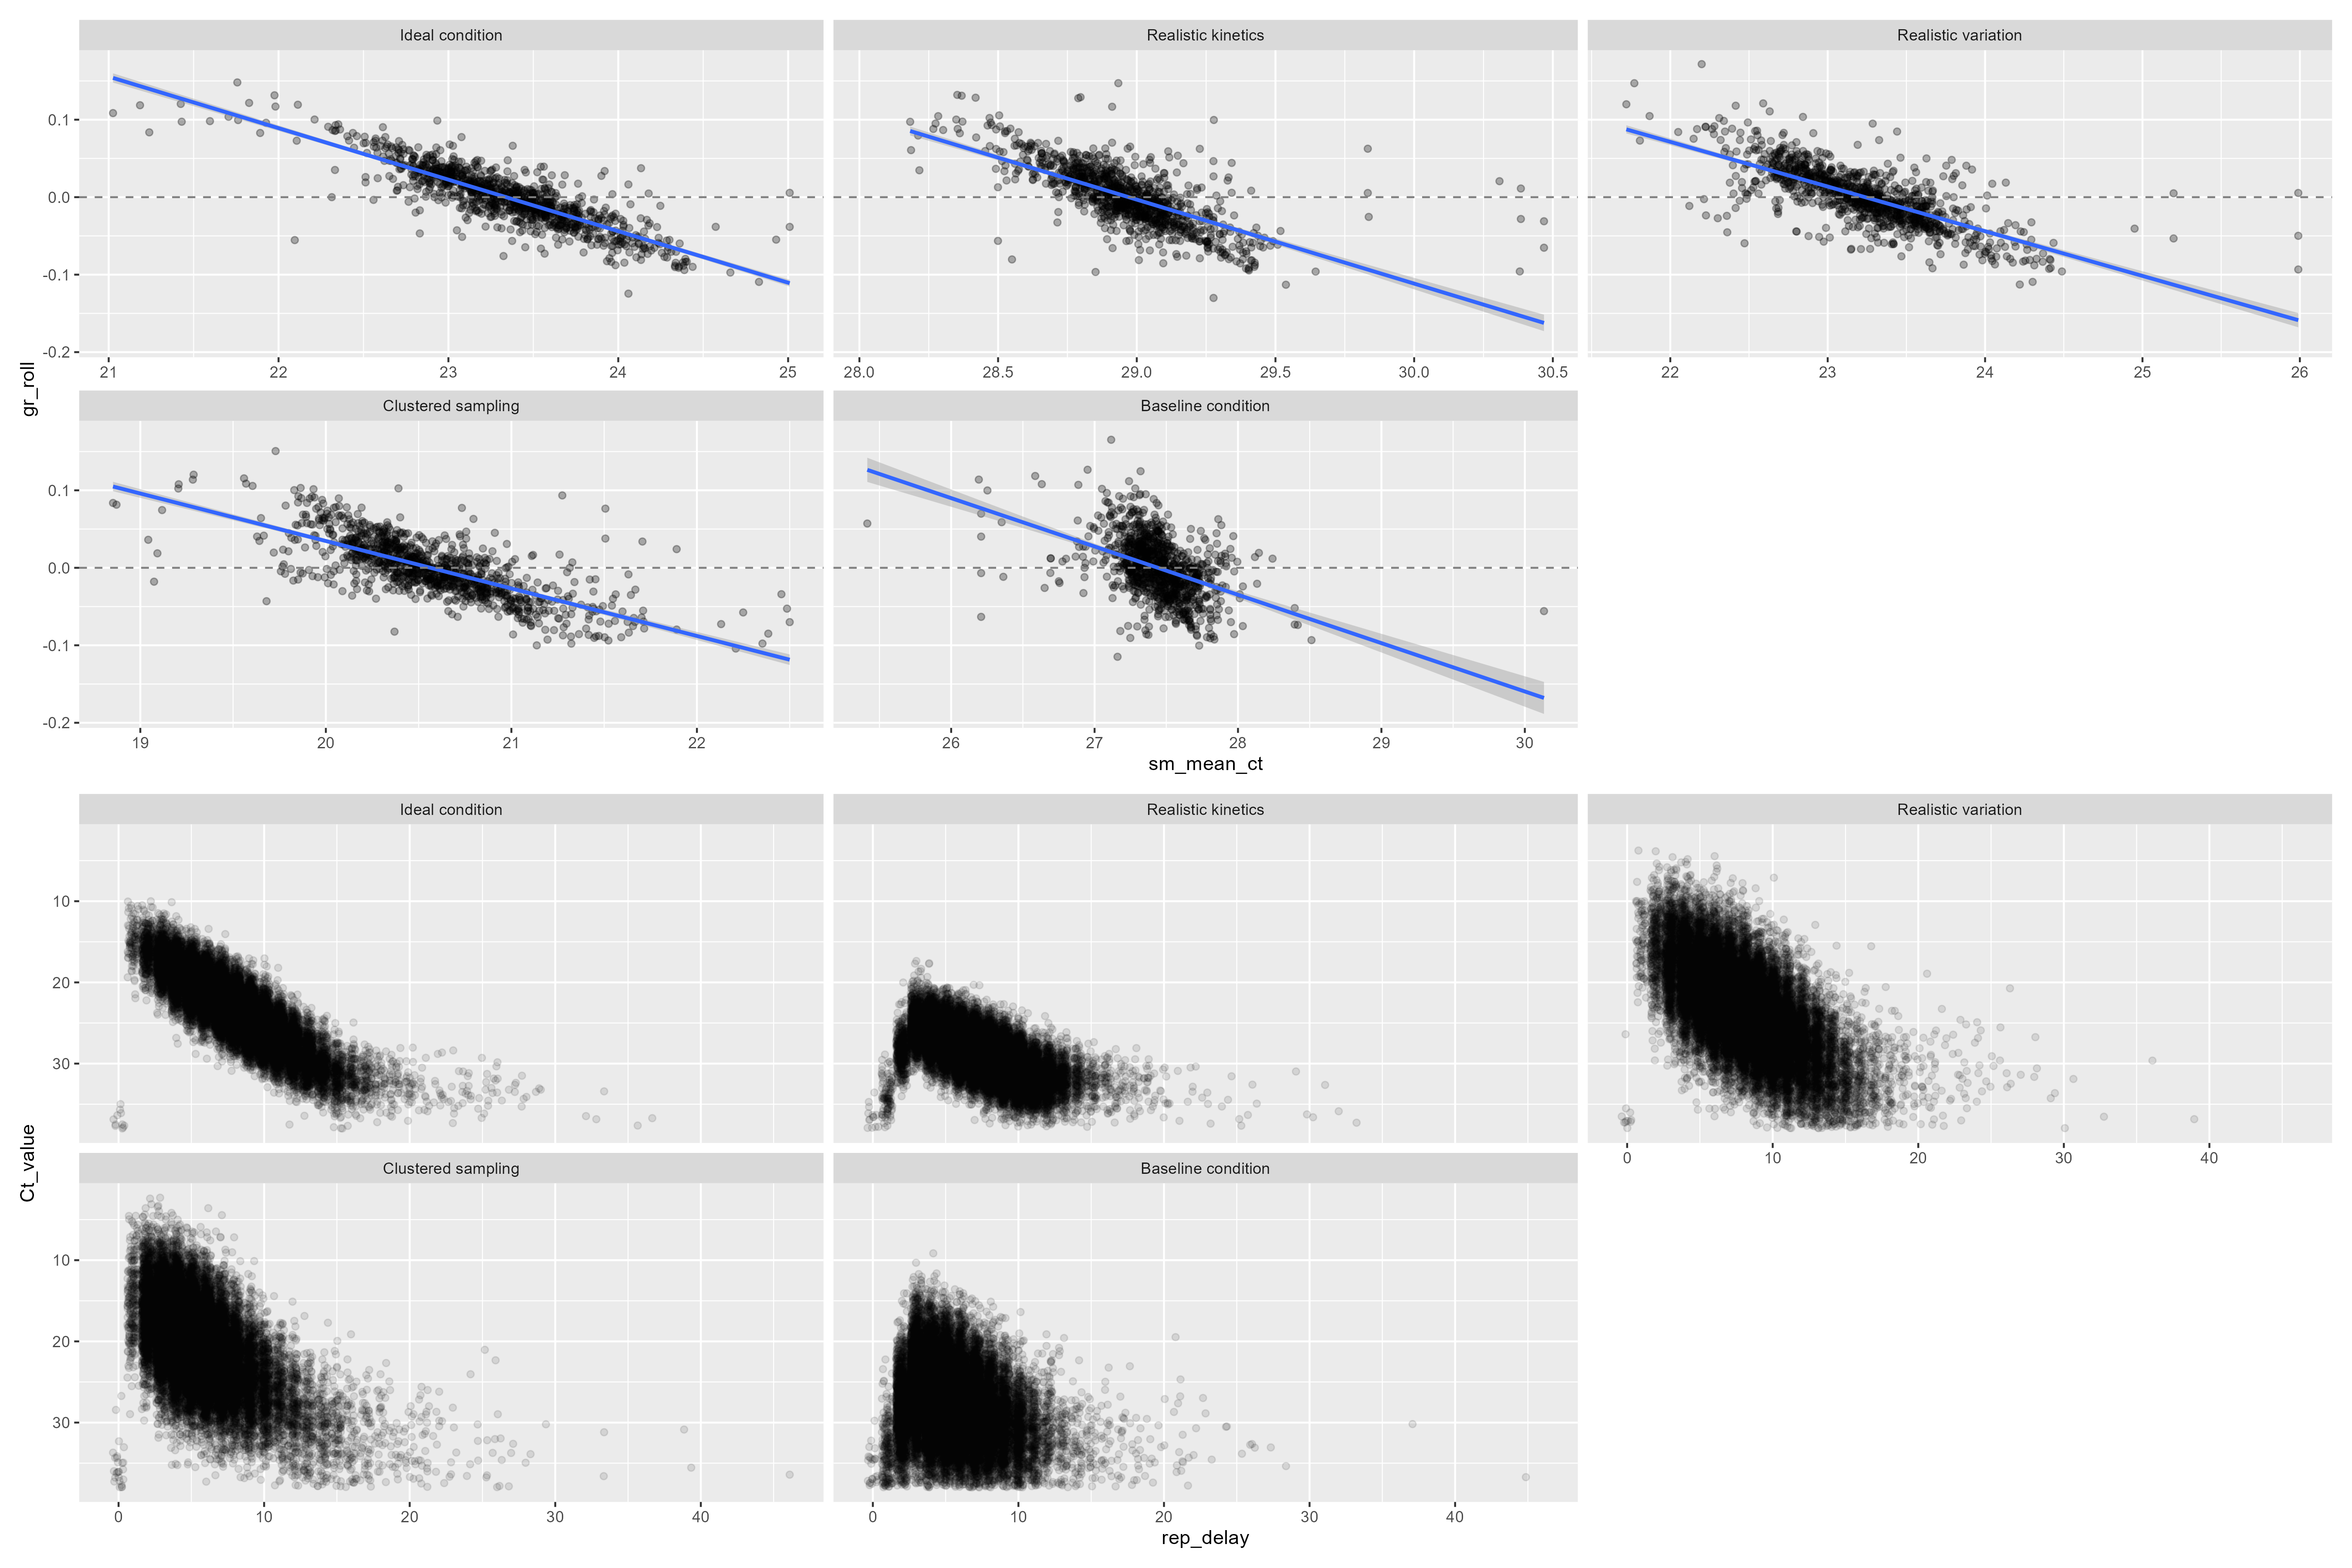 Ideal condition
Realistic kinetics
Realistic variation
0.1
0.0
-0.1
-0.2
21 22 23 24 25
28.0 28.5 29.0 29.5 30.0 30.5
22 23 24 25 26
gr_roll
Clustered sampling
Baseline condition
0.1
0.0
-0.1
-0.2
19 20 21 22
26 27 28 29 30
sm_mean_ct
Ideal condition
Realistic kinetics
Realistic variation
10
20
30
0 10 20 30 40
Ct_value
Clustered sampling
Baseline condition
10
20
30
0 10 20 30 40
0 10 20 30 40
rep_delay